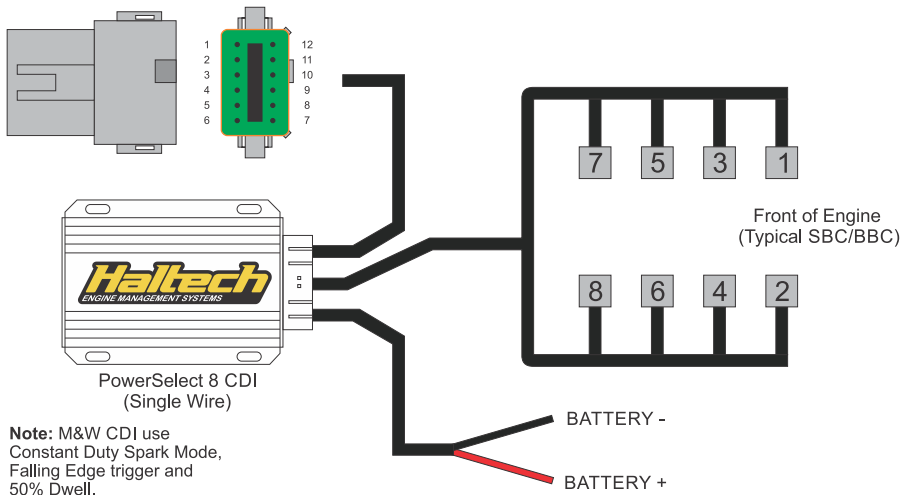 1
2
3
4
5
6
12
11
10
9
8
7
7
5
3
1
Front of Engine
(Typical SBC/BBC)
8
6
4
2
Haltech
ENGINE MANAGEMENT SYSTEMS
PowerSelect 8 CDI
(Single Wire)
Note: M&W CDI use
Constant Duty Spark Mode,
Falling Edge trigger and
50% Dwell.
BATTERY -
BATTERY +